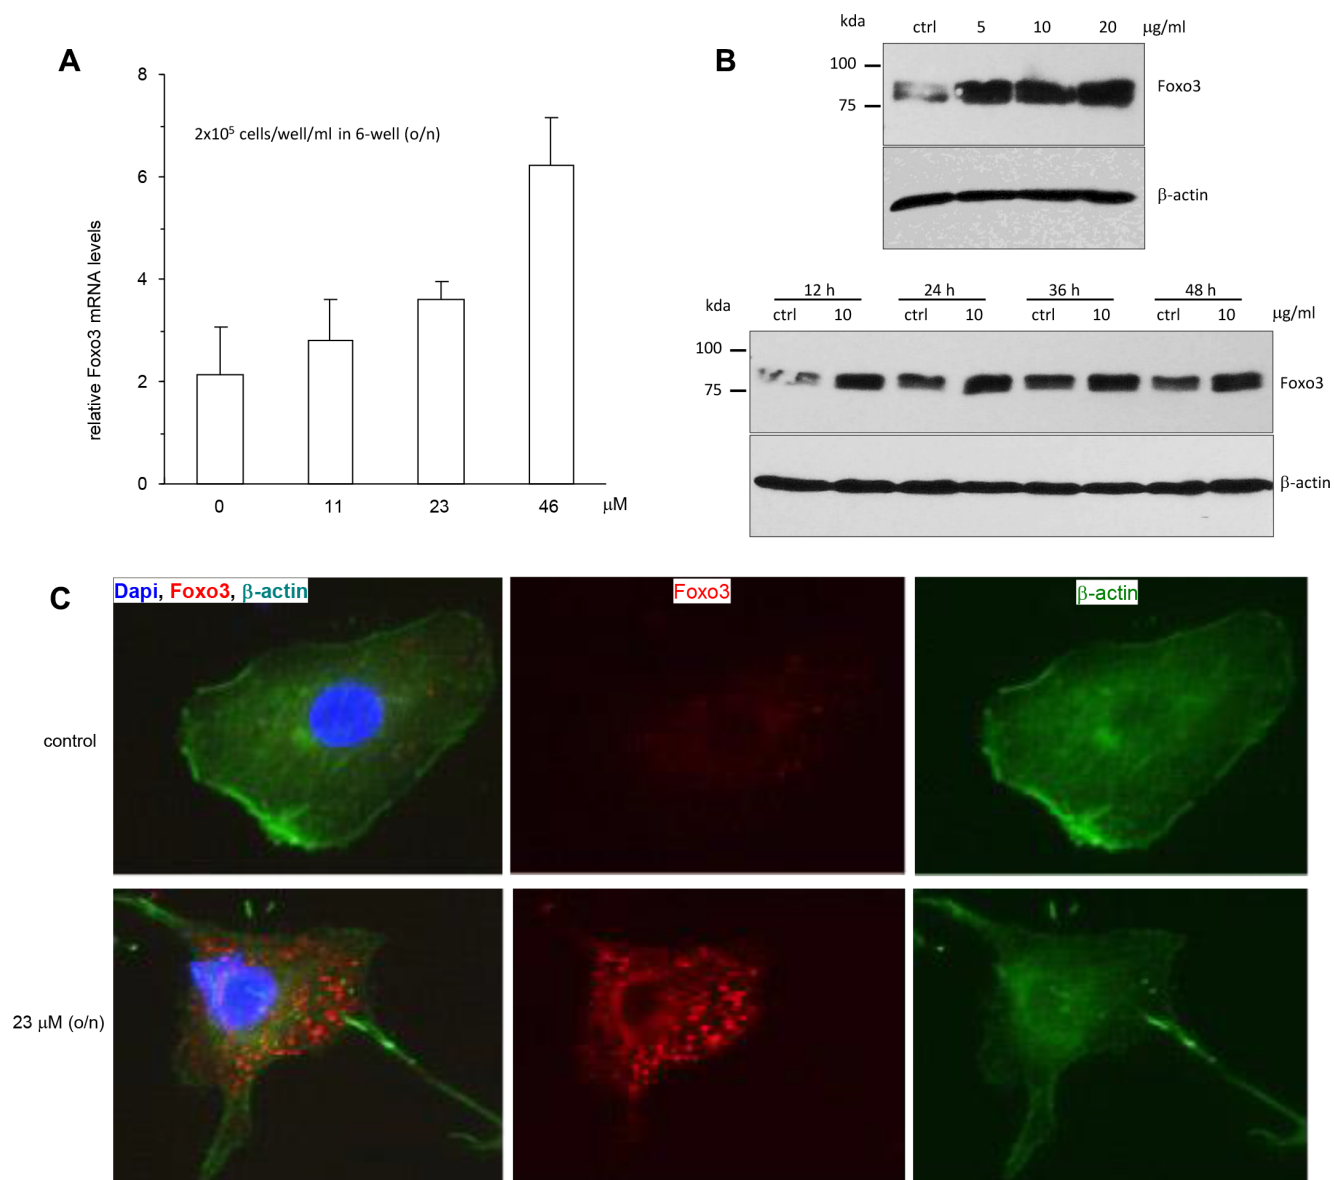 A
8
6
4
2
0
relative Foxo3 mRNA levels
2x10⁵ cells/well/ml in 6-well (o/n)
0 11 23 46 μM
B
kda ctrl 5 10 20 μg/ml
100
75
Foxo3
β-actin
12 h 24 h 36 h 48 h
kda ctrl 10 ctrl 10 ctrl 10 ctrl 10 μg/ml
100
75
Foxo3
β-actin
C
Dapi, Foxo3, β-actin
Foxo3
β-actin
control
23 μM (o/n)